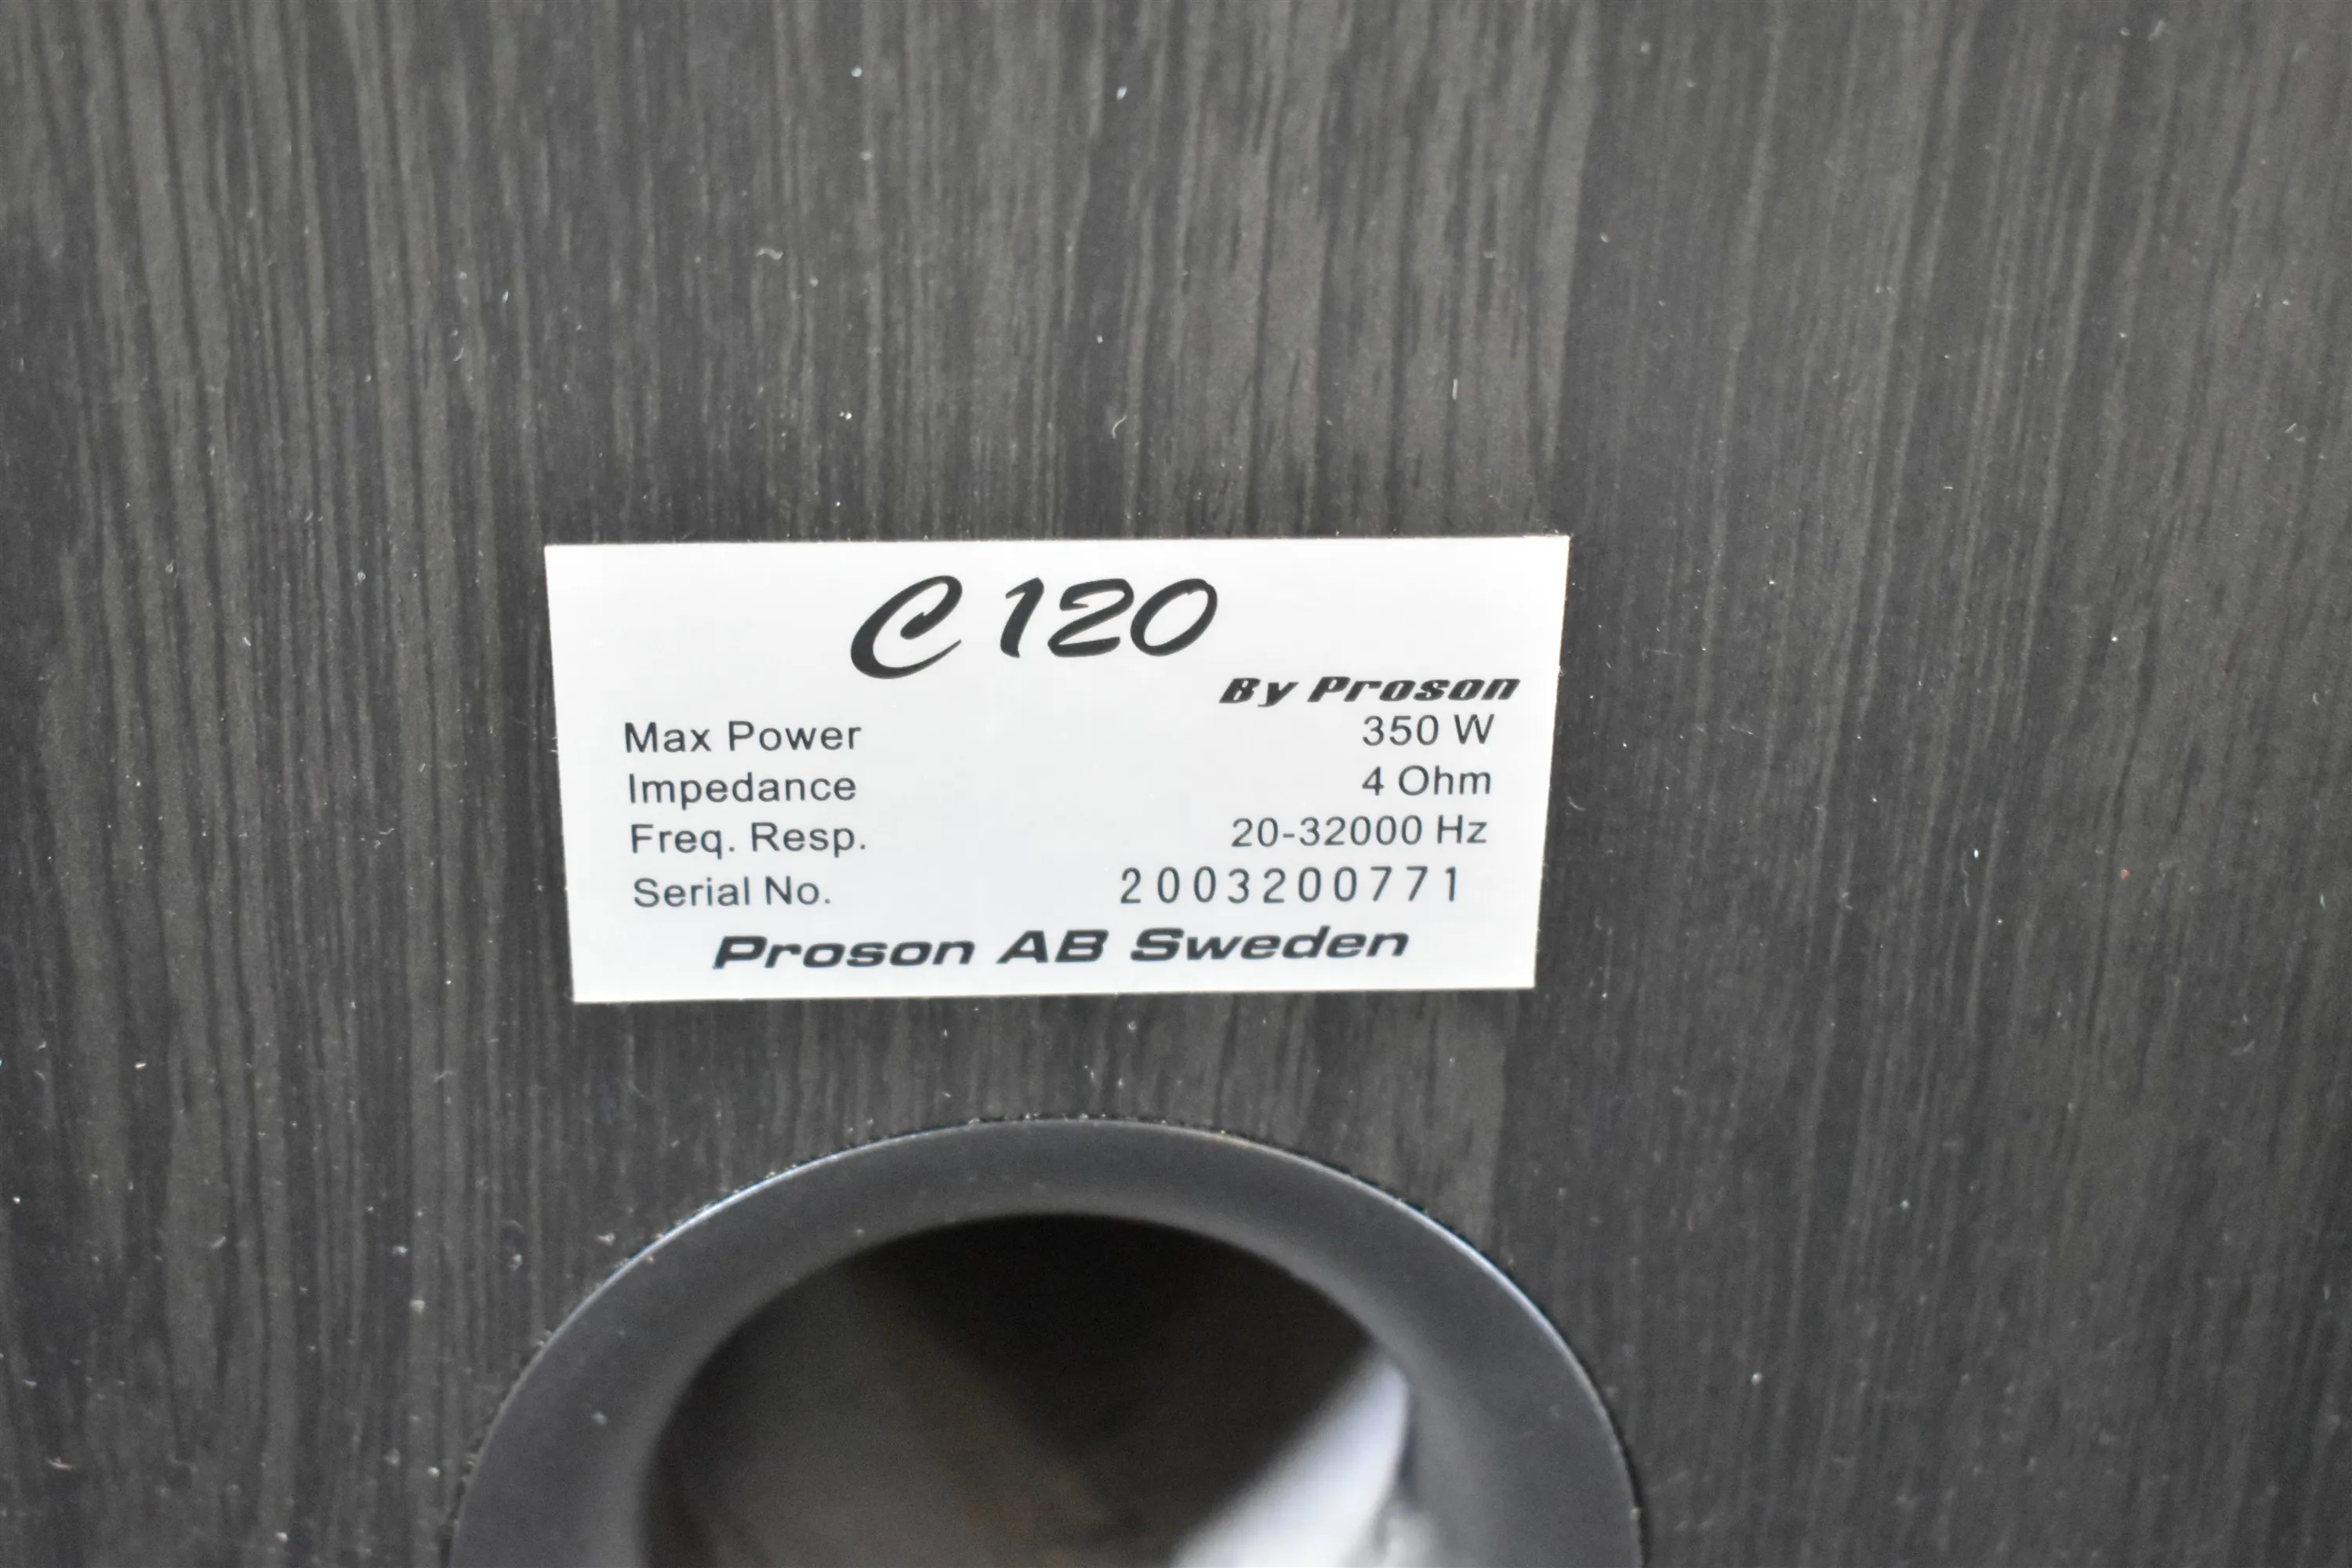 C 120
By Proson
Max Power 350 W
Impedance 4 Ohm
Freq. Resp. 20-32000 Hz
Serial No. 2003200771
Proson AB Sweden